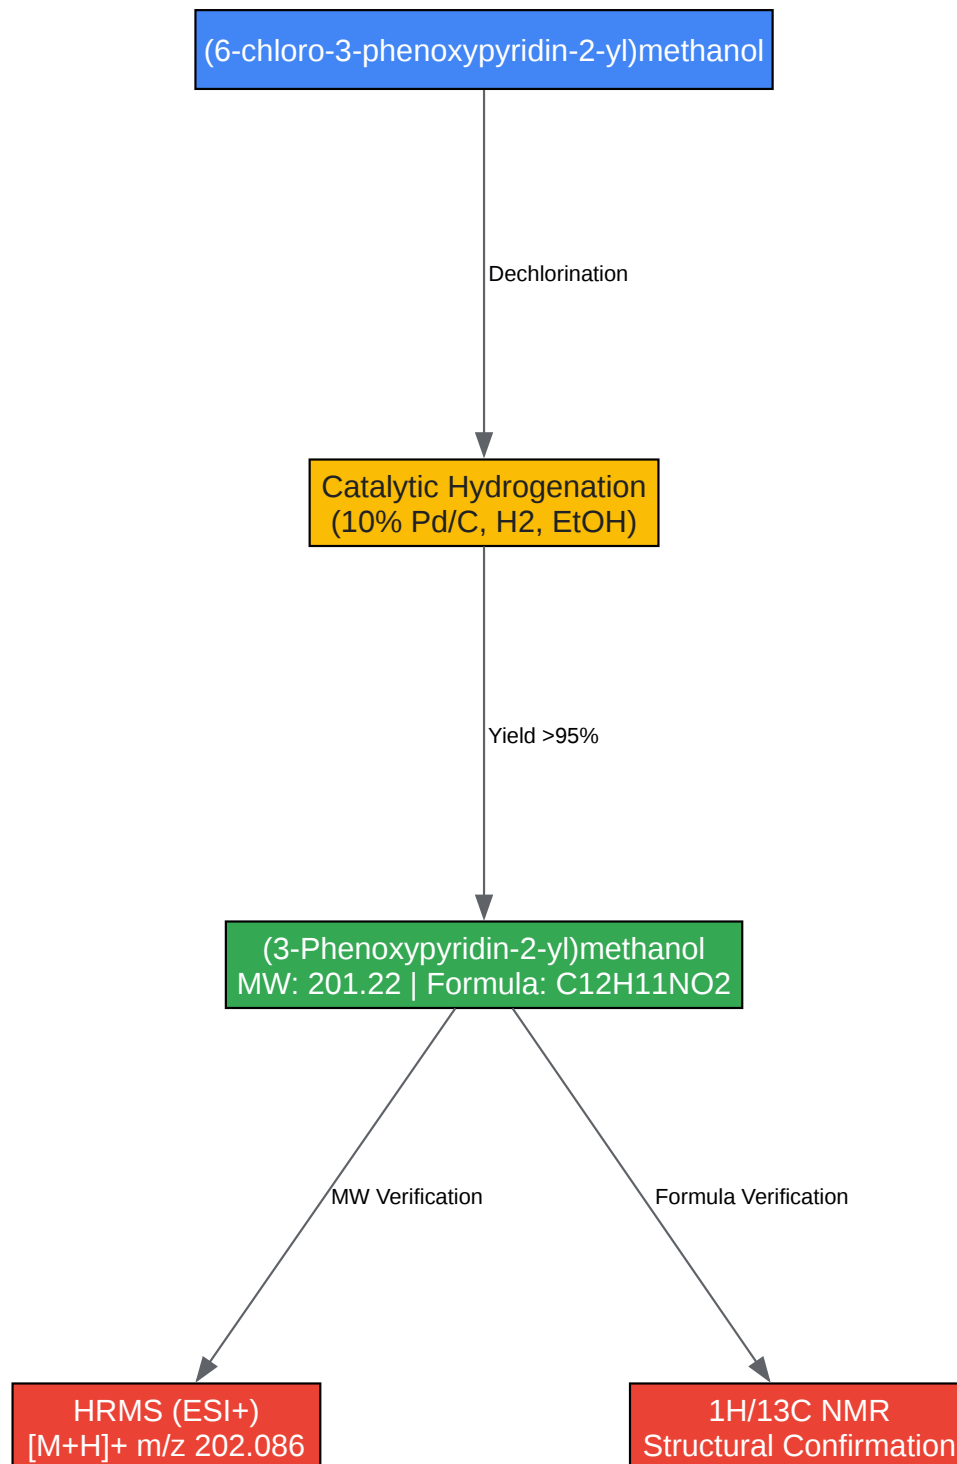 (6-chloro-3-phenoxypyridin-2-yl)methanol
Dechlorination
Catalytic Hydrogenation
(10% Pd/C, H2, EtOH)
Yield >95%
(3-Phenoxypyridin-2-yl)methanol
MW: 201.22 | Formula: C12H11NO2
MW Verification
Formula Verification
HRMS (ESI+)
[M+H]+ m/z 202.086
1H/13C NMR
Structural Confirmation